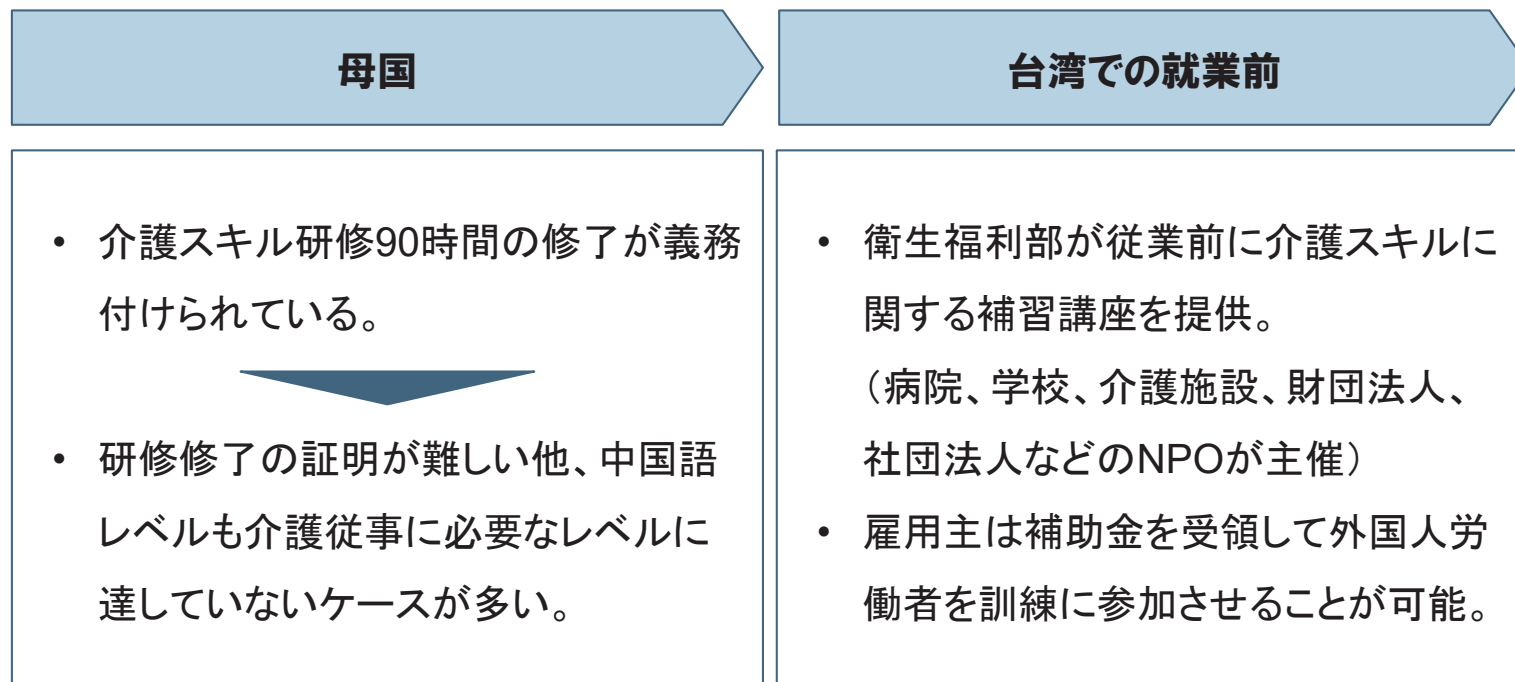 母国
• 介護スキル研修90時間の修了が義務
付けられている。
• 研修修了の証明が難しい他、中国語
レベルも介護従事に必要なレベルに
達していないケースが多い。
台湾での就業前
• 衛生福利部が従業前に介護スキルに
関する補習講座を提供。
（病院、学校、介護施設、財団法人、
社団法人などのNPOが主催）
• 雇用主は補助金を受領して外国人労
働者を訓練に参加させることが可能。